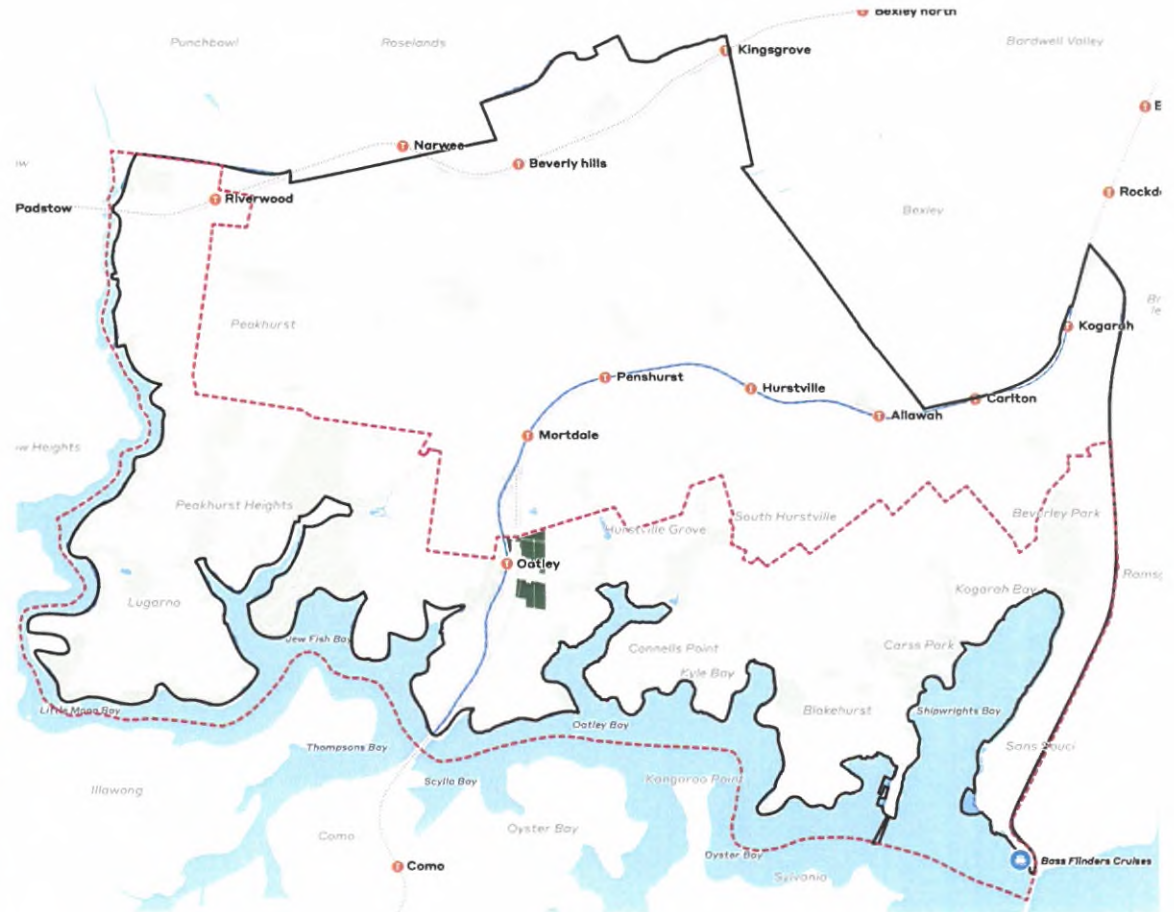 Bexley north
Punchbowl
Roselands
Bardwell Valley
Kingsgrove
E
Narwee
Beverly hills
Riverwood
Padstow
Bexley
Peakhurst
Kogarah
Penshurst
Hurstville
Carlton
Allawah
Mortdale
w Heights
Peakhurst Heights
South Hurstville
Beverley Park
Hurstville Grove
Oatley
Lugarno
Kogarah Bay
Jew Fish Bay
Connells Point
Carss Park
Kyle Bay
Little Moon Bay
Oatley Bay
Blakehurst
Shipwrights Bay
Thompsons Bay
Sans Souci
Scylla Bay
Kangaroo Point
Illawong
Como
Oyster Bay
Oyster Bay
Bass Flinders Cruises
Como
Sylvania